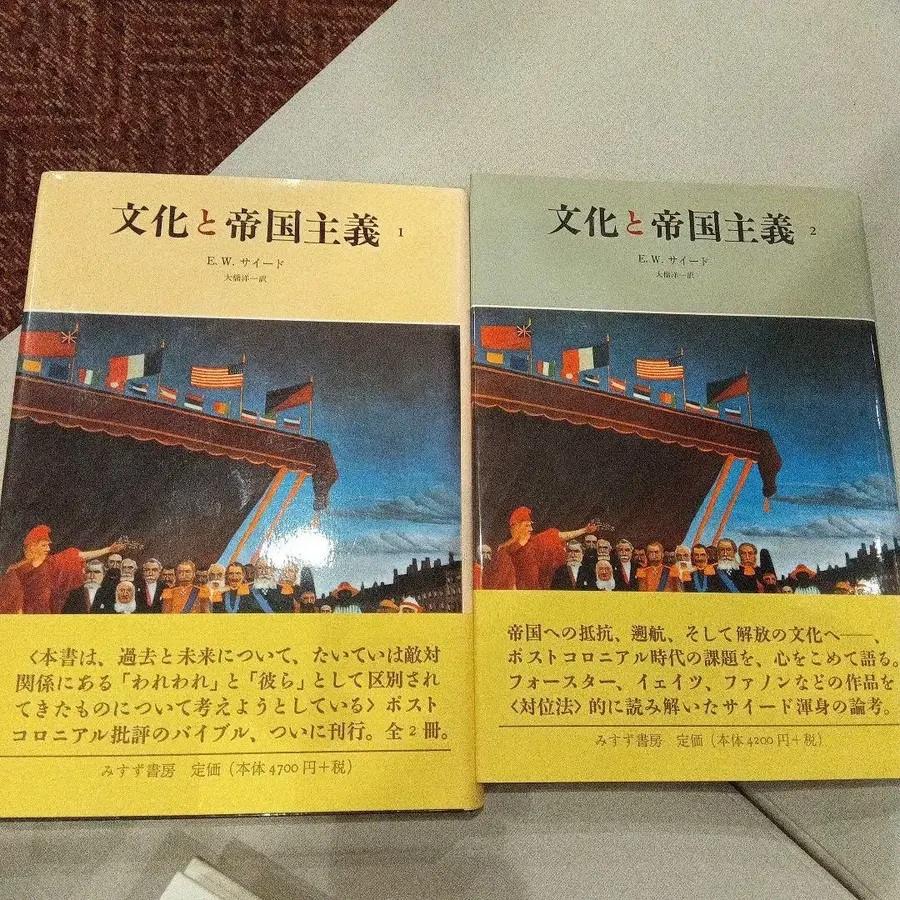 文化と帝国主義 1
E. W. サイード
大橋洋一訳
〈本書は、過去と未来について、たいていは敵対
関係にある「われわれ」と「彼ら」として区別され
てきたものについて考えようとしている〉ポスト
コロニアル批評のバイブル、ついに刊行。全2冊。
みすず書房 定価（本体4700円＋税）
文化と帝国主義 2
E. W. サイード
大橋洋一訳
帝国への抵抗、遡航、そして解放の文化へ――、
ポストコロニアル時代の課題を、心をこめて語る。
フォースター、イェイツ、ファノンなどの作品を
〈対位法〉的に読み解いたサイード渾身の論考。
みすず書房 定価（本体4200円＋税）